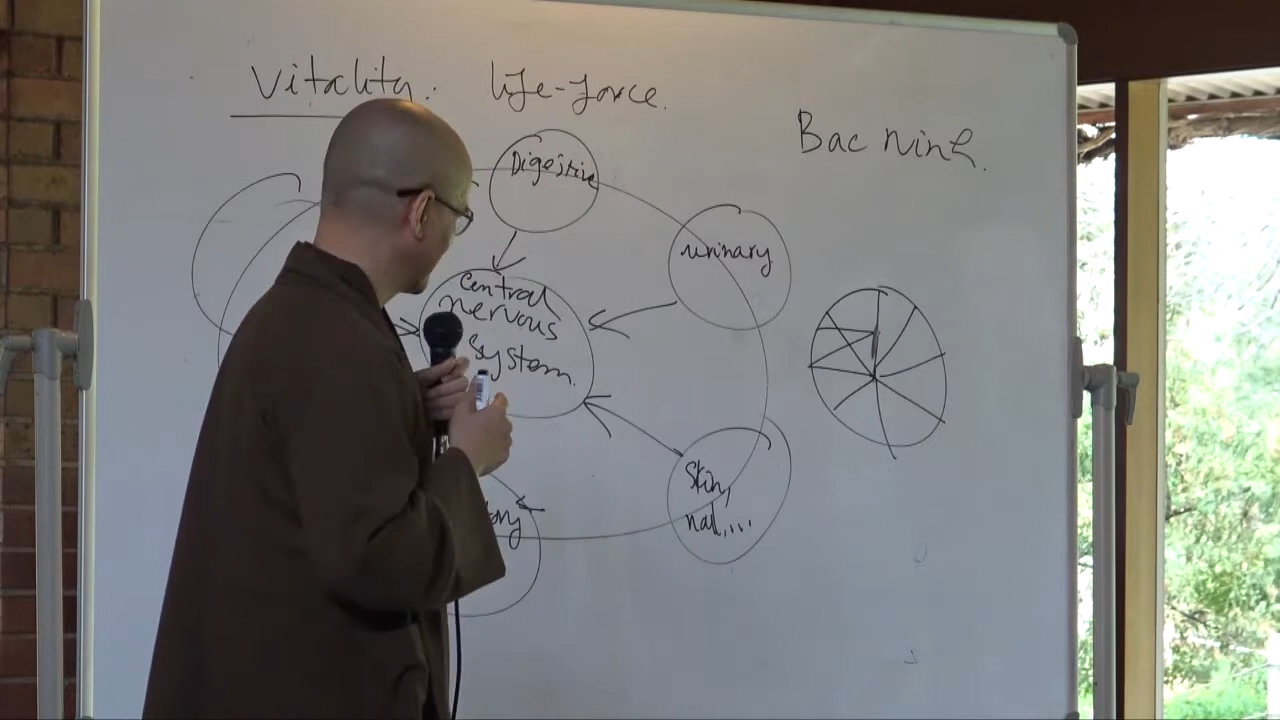 Vitality: life-force.
Bac Ninh.
Digestive
urinary
Central
nervous
system.
Skin,
nail,...